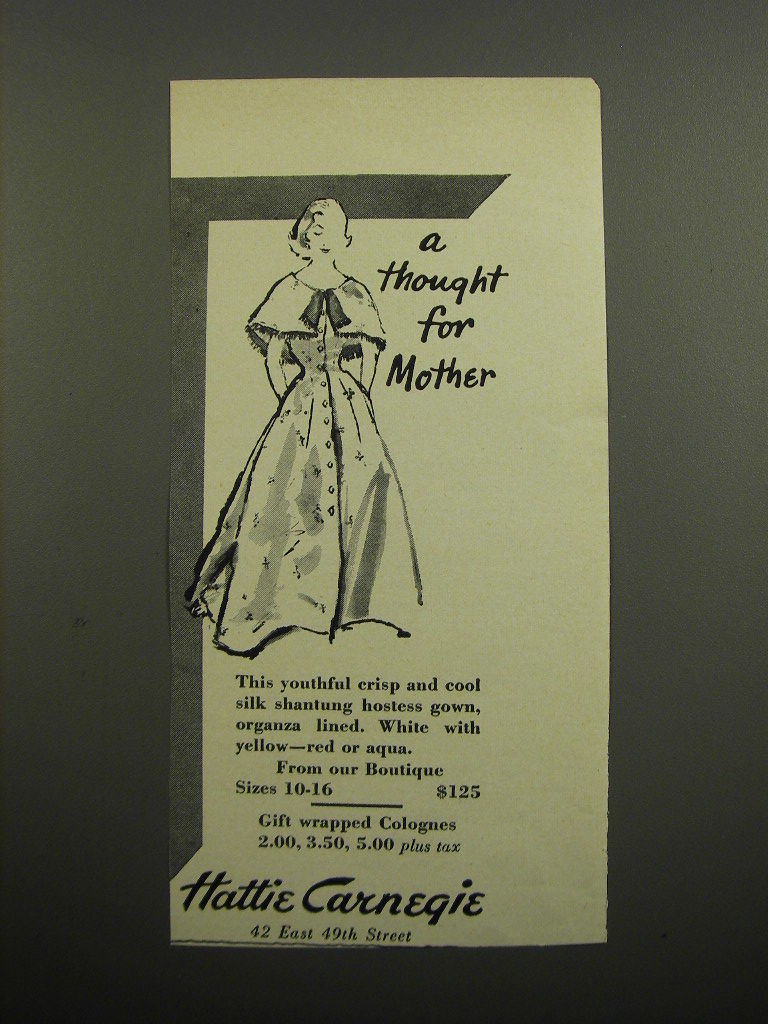 a
thought
for
Mother
This youthful crisp and cool
silk shantung hostess gown,
organza lined. White with
yellow—red or aqua.
From our Boutique
Sizes 10-16 $125
Gift wrapped Colognes
2.00, 3.50, 5.00 plus tax
Hattie Carnegie
42 East 49th Street